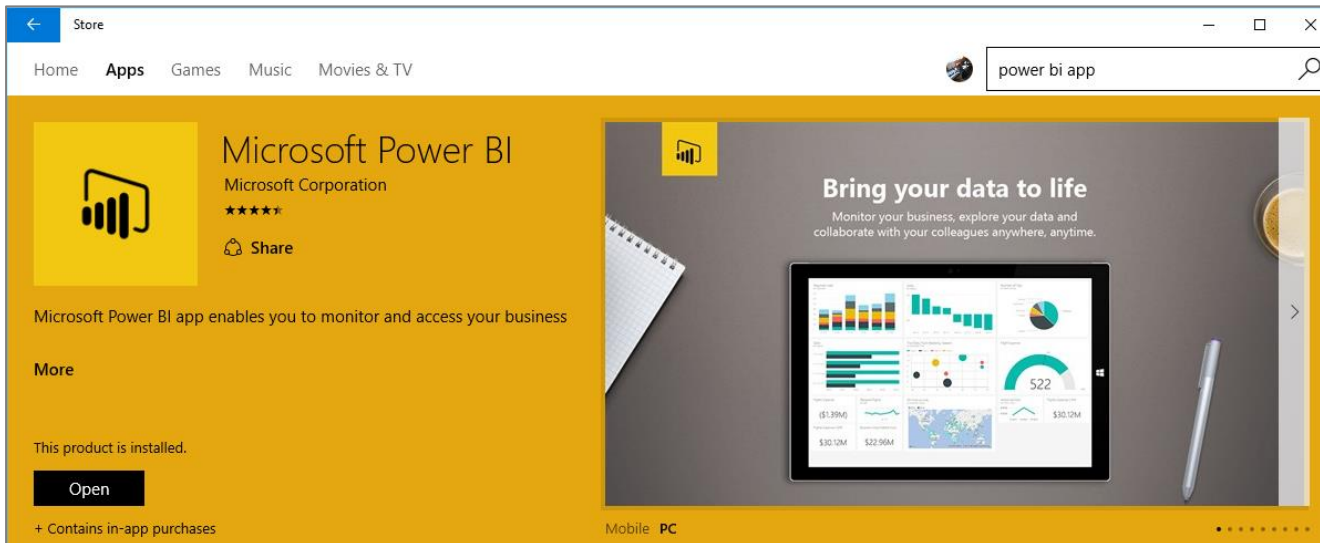 Store
Home Apps Games Music Movies & TV
power bi app
Microsoft Power BI
Microsoft Corporation
Share
Microsoft Power BI app enables you to monitor and access your business
More
This product is installed.
Open
+ Contains in-app purchases
Bring your data to life
Monitor your business, explore your data and
collaborate with your colleagues anywhere, anytime.
522
($1.39M)
$30.12M
$30.12M
$22.96M
Mobile PC